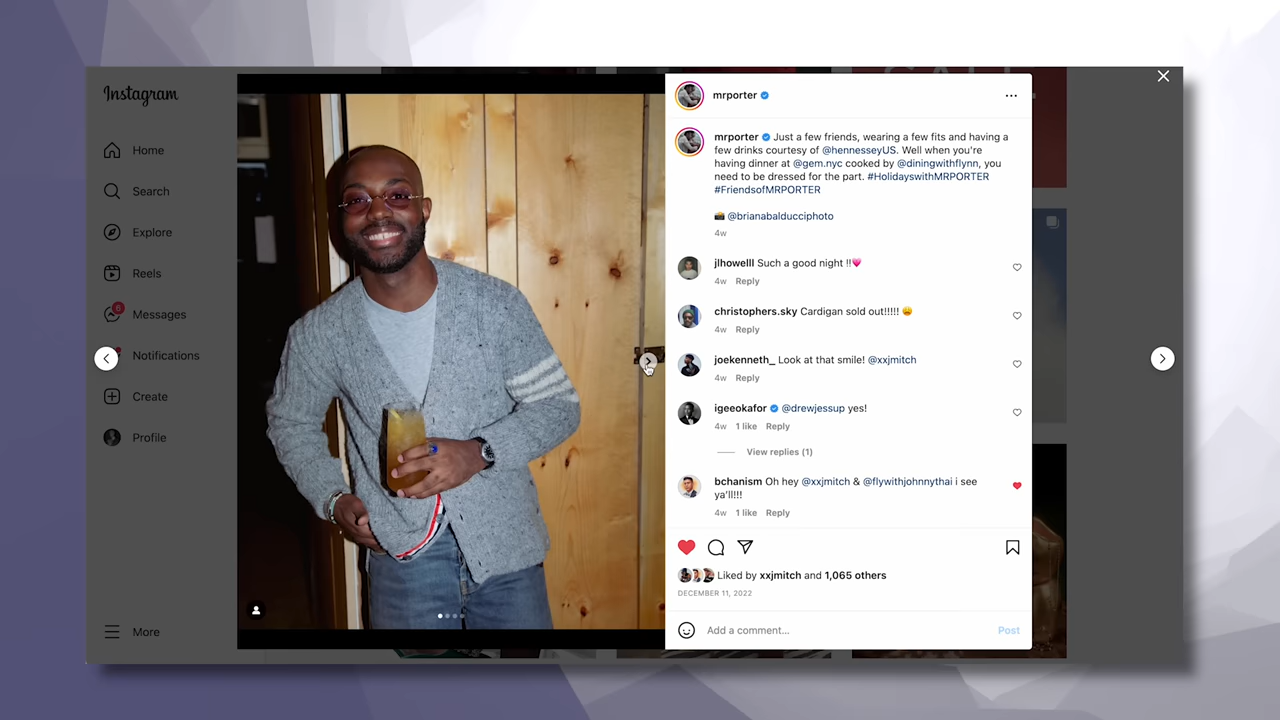 Instagram
Home
Search
Explore
Reels
6
Messages
Notifications
Create
Profile
More
mrporter
mrporter Just a few friends, wearing a few fits and having a
few drinks courtesy of @hennesseyUS. Well when you're
having dinner at @gem.nyc cooked by @diningwithflynn, you
need to be dressed for the part. #HolidayswithMRPORTER
#FriendsofMRPORTER
📸 @brianabalducciphoto
4w
jlhowelll Such a good night !!💗
4w Reply
christophers.sky Cardigan sold out!!!!! 😩
4w Reply
joekenneth_ Look at that smile! @xxjmitch
4w Reply
igeeokafor @drewjessup yes!
4w 1 like Reply
View replies (1)
bchanism Oh hey @xxjmitch & @flywithjohnnythai i see
ya'll!!!
4w 1 like Reply
Liked by xxjmitch and 1,065 others
DECEMBER 11, 2022
Add a comment...
Post